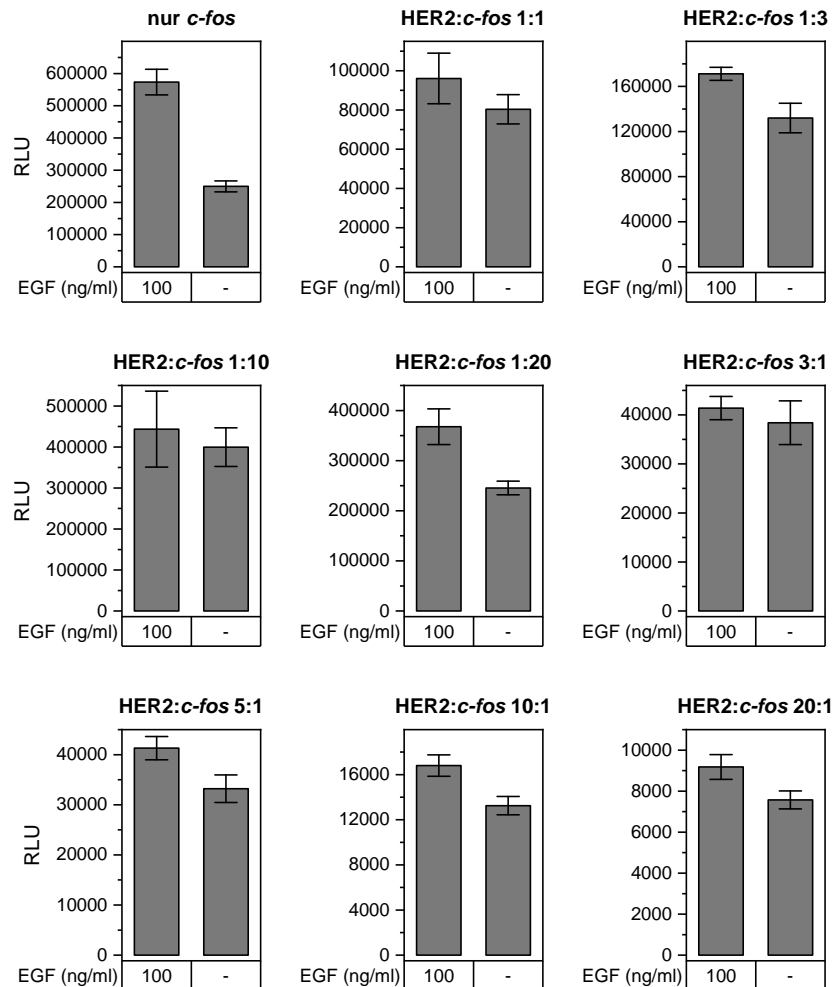 nur c-fos
RLU
600000
500000
400000
300000
200000
100000
0
EGF (ng/ml) 100 -
HER2:c-fos 1:1
100000
80000
60000
40000
20000
0
EGF (ng/ml) 100 -
HER2:c-fos 1:3
160000
120000
80000
40000
0
EGF (ng/ml) 100 -
HER2:c-fos 1:10
RLU
500000
400000
300000
200000
100000
0
EGF (ng/ml) 100 -
HER2:c-fos 1:20
400000
300000
200000
100000
0
EGF (ng/ml) 100 -
HER2:c-fos 3:1
40000
30000
20000
10000
0
EGF (ng/ml) 100 -
HER2:c-fos 5:1
RLU
40000
30000
20000
10000
0
EGF (ng/ml) 100 -
HER2:c-fos 10:1
16000
12000
8000
4000
0
EGF (ng/ml) 100 -
HER2:c-fos 20:1
10000
8000
6000
4000
2000
0
EGF (ng/ml) 100 -